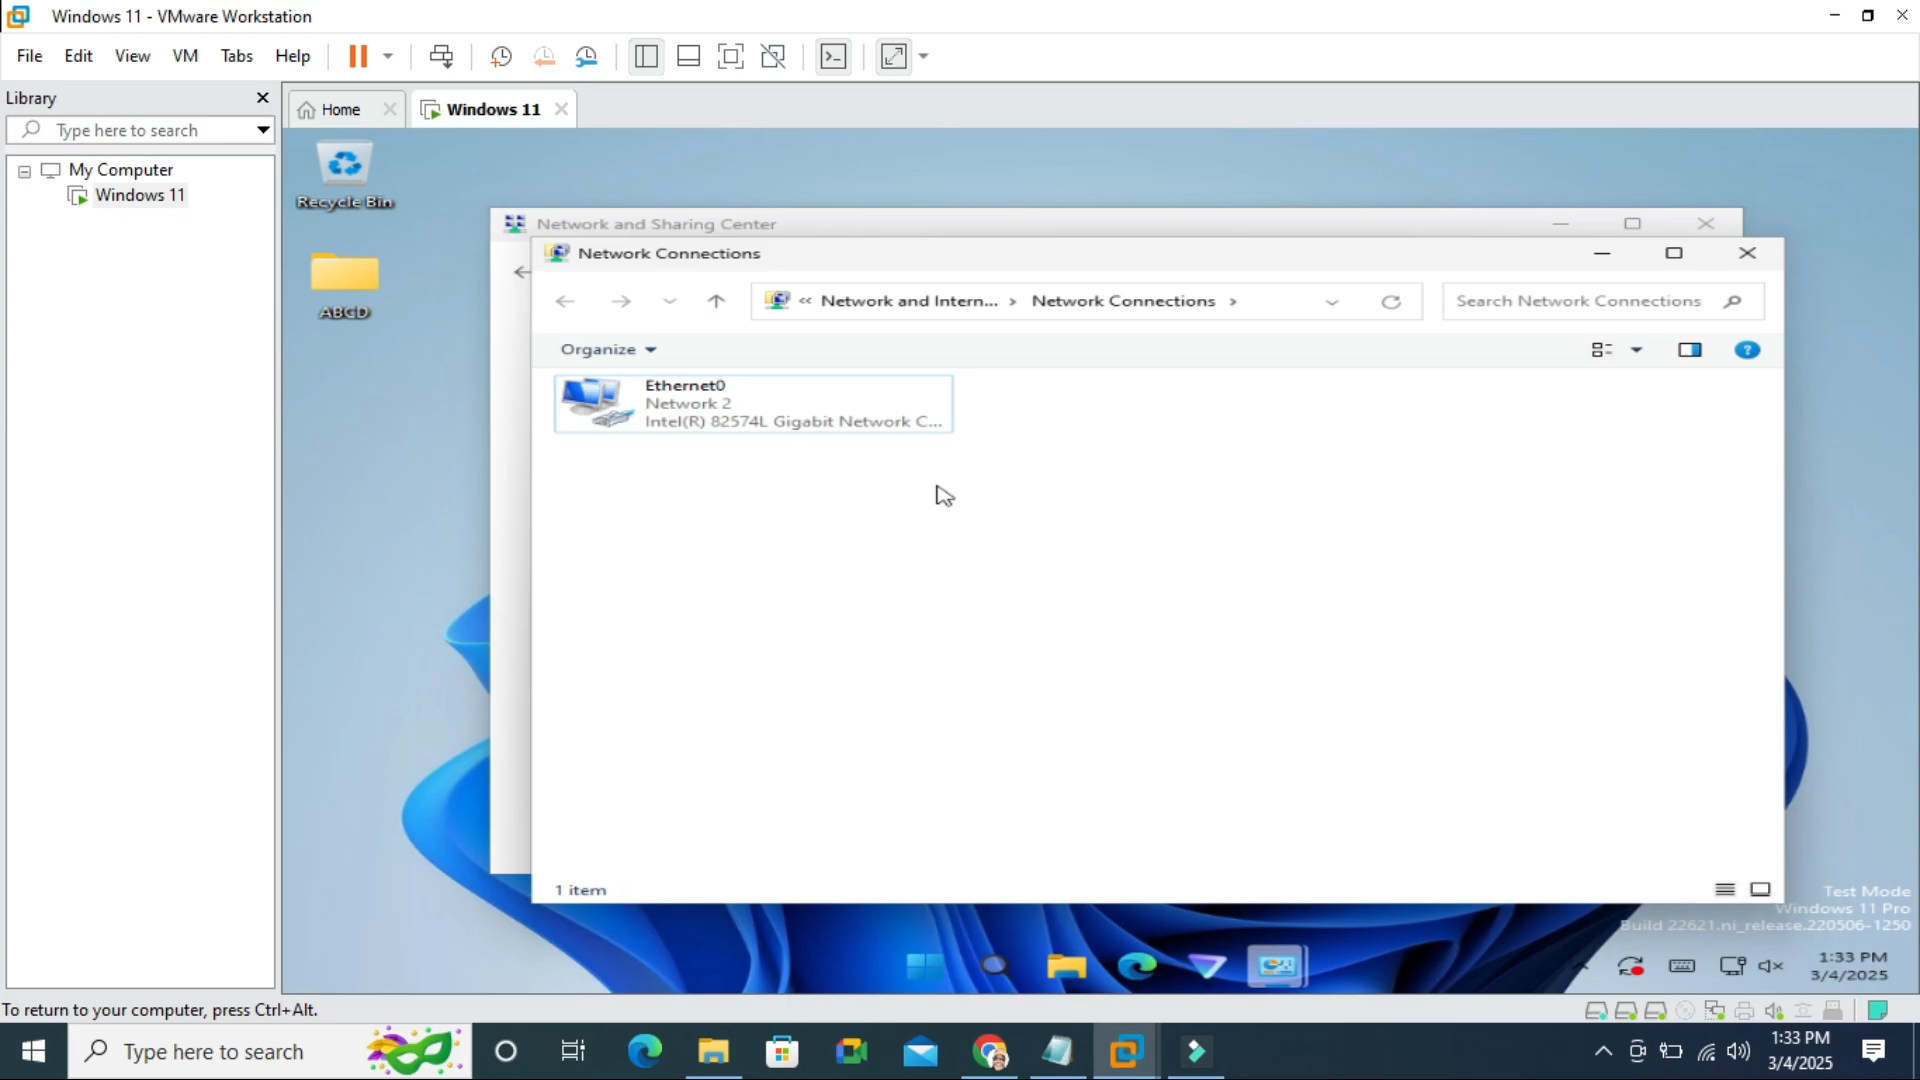 Windows 11 - VMware Workstation
File Edit View VM Tabs Help
Library
Type here to search
My Computer
Windows 11
Home
Windows 11
Recycle Bin
ABCD
Network and Sharing Center
Network Connections
« Network and Intern... › Network Connections ›
Search Network Connections
Organize
Ethernet0
Network 2
Intel(R) 82574L Gigabit Network C...
1 item
Test Mode
Windows 11 Pro
Build 22621.ni_release.220506-1250
1:33 PM
3/4/2025
To return to your computer, press Ctrl+Alt.
Type here to search
1:33 PM
3/4/2025